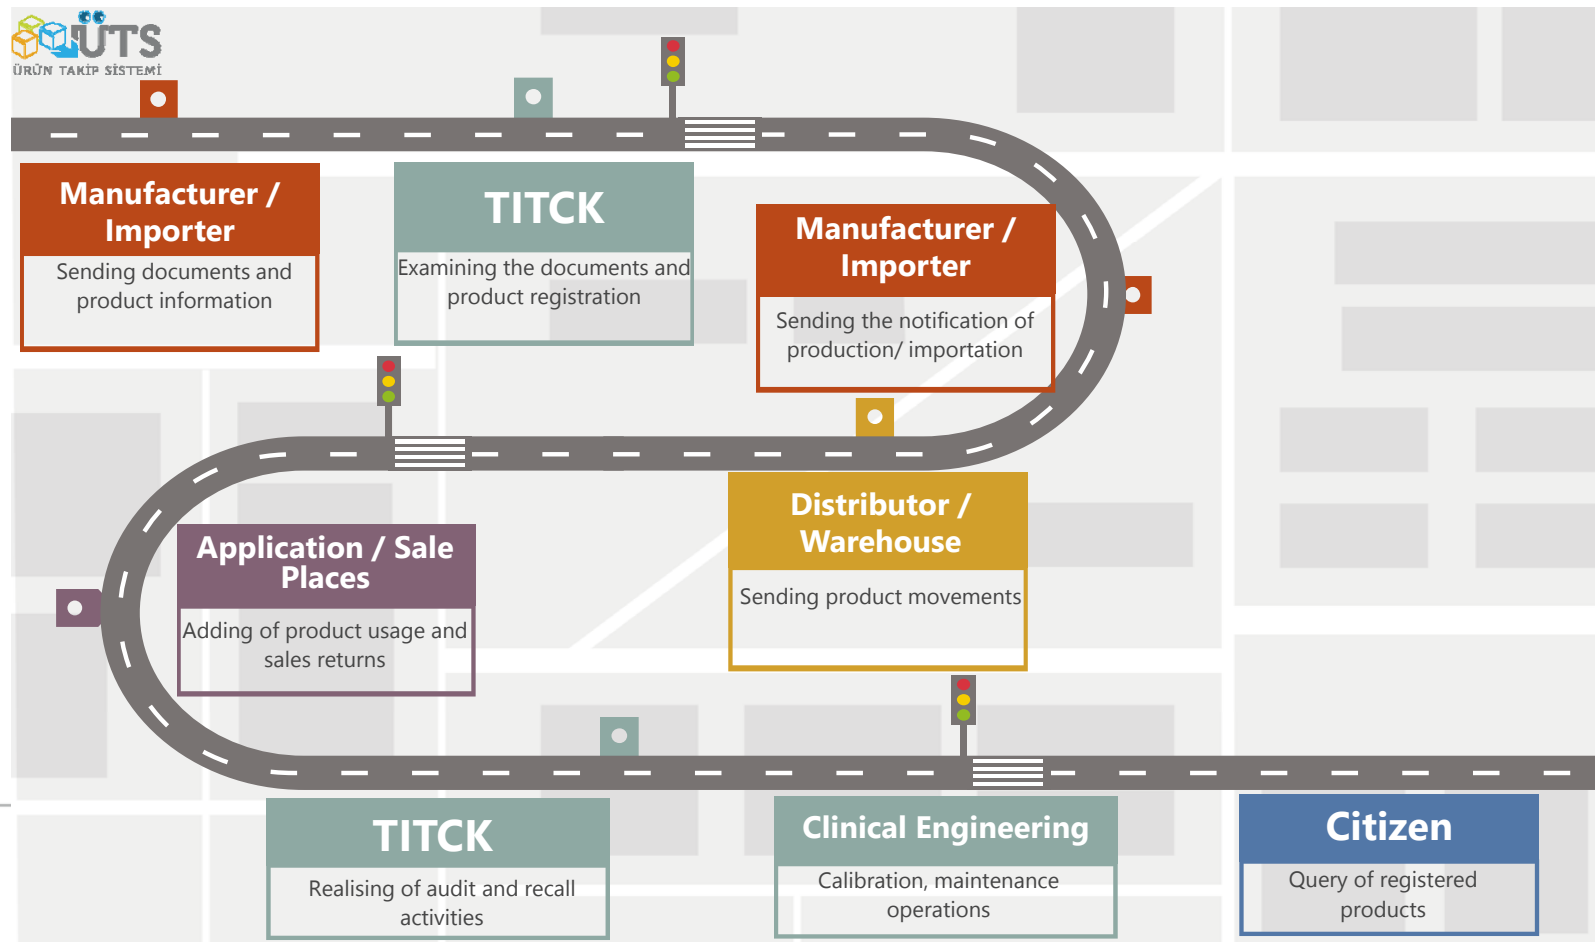 ÜTS
ÜRÜN TAKİP SİSTEMİ
Manufacturer /
Importer
Sending documents and
product information
TITCK
Examining the documents and
product registration
Manufacturer /
Importer
Sending the notification of
production/ importation
Distributor /
Warehouse
Sending product movements
Application / Sale
Places
Adding of product usage and
sales returns
TITCK
Realising of audit and recall
activities
Clinical Engineering
Calibration, maintenance
operations
Citizen
Query of registered
products